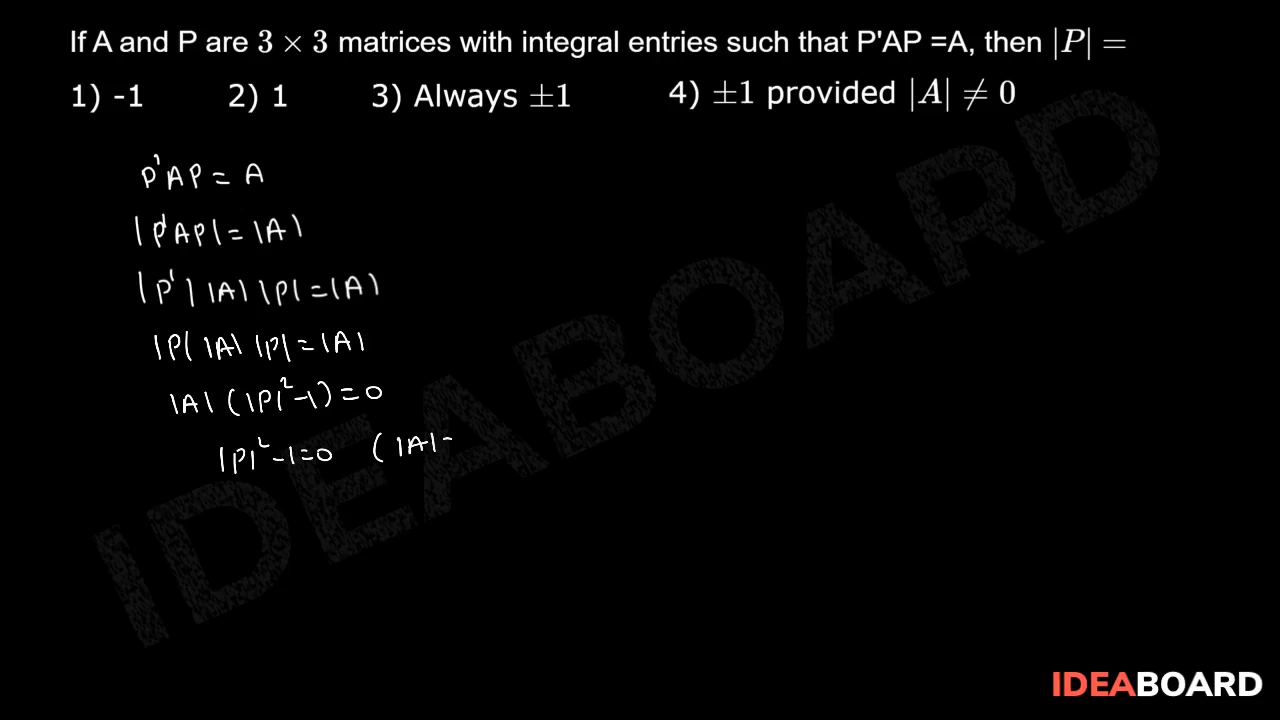 If A and P are 3 × 3 matrices with integral entries such that P'AP =A, then |P| =
1) -1 2) 1 3) Always ±1 4) ±1 provided |A| ≠ 0
P'AP = A
|P'AP| = |A|
|P'| |A| |P| = |A|
|P| |A| |P| = |A|
|A| (|P|² -1) = 0
|P|² -1 = 0 ( |A| -
IDEABOARD
IDEABOARD